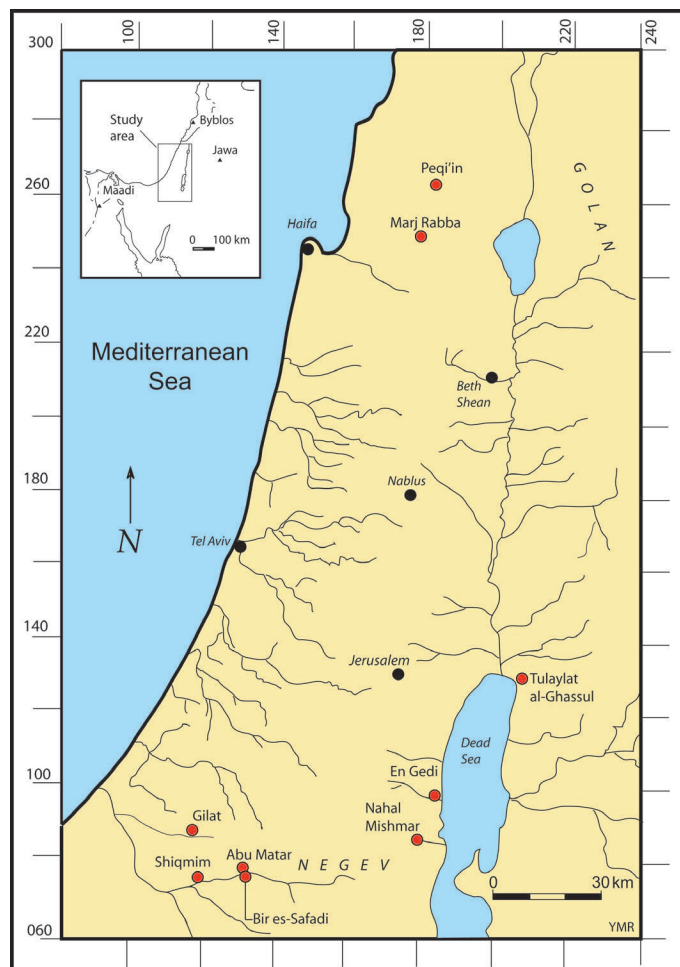 100
140
180
220
240
300
260
220
180
140
100
060
Study
area
Byblos
Jawa
Maadi
0 100 km
Peqi'in
Marj Rabba
GOLAN
Haifa
Mediterranean
Sea
Beth
Shean
N
Nablus
Tel Aviv
Jerusalem
Tulaylat
al-Ghassul
Dead
Sea
En Gedi
Nahal
Mishmar
Gilat
Shiqmim
Abu Matar
NEGEV
Bir es-Safadi
0 30 km
YMR